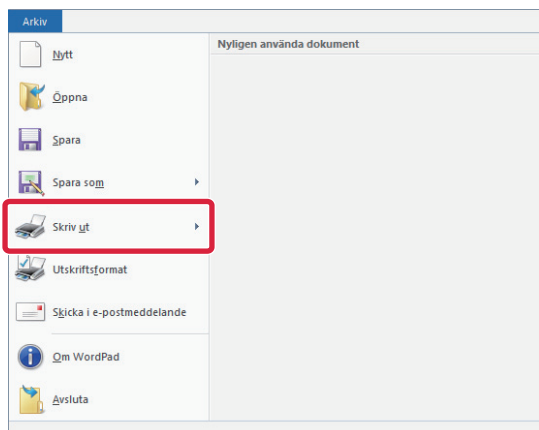 Arkiv
Nyligen använda dokument
Nytt
Öppna
Spara
Spara som
Skriv ut
Utskriftsformat
Skicka i e-postmeddelande
Om WordPad
Avsluta